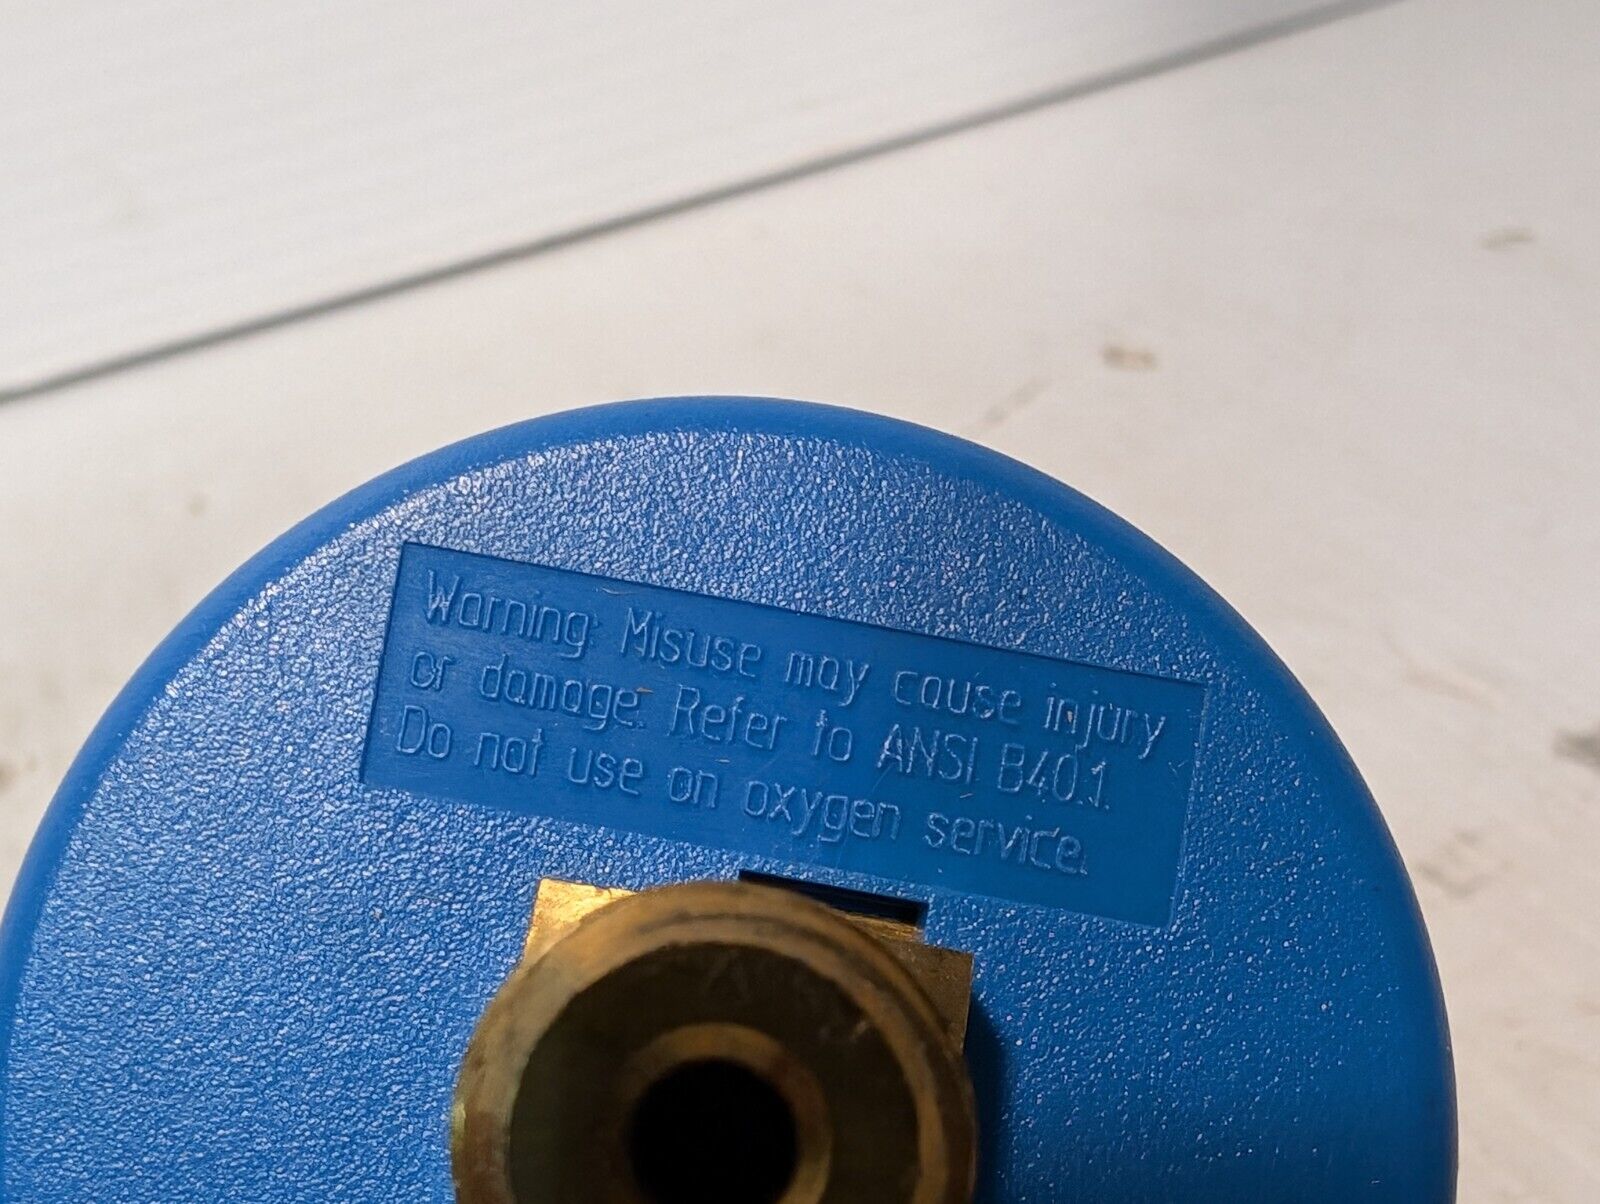 Warning: Misuse may cause injury
or damage. Refer to ANSI B40.1.
Do not use on oxygen service.